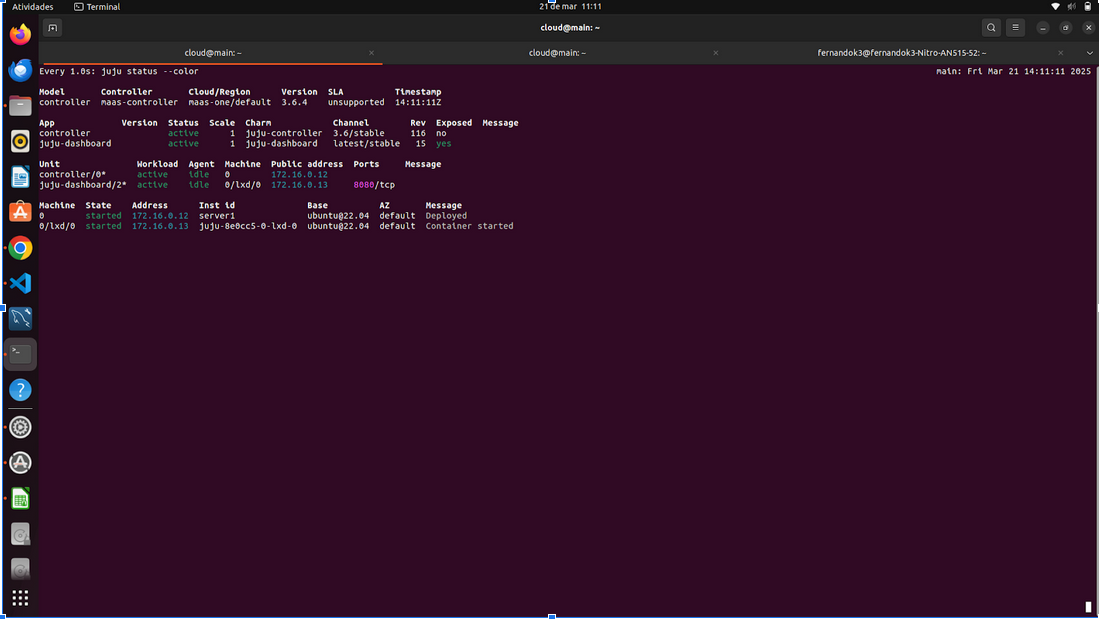 Atividades Terminal 21 de mar 11:11
cloud@main: ~
cloud@main: ~ cloud@main: ~ fernandok3@fernandok3-Nitro-AN515-52: ~
Every 1.0s: juju status --color main: Fri Mar 21 14:11:11 2025
Model Controller Cloud/Region Version SLA Timestamp
controller maas-controller maas-one/default 3.6.4 unsupported 14:11:11Z
App Version Status Scale Charm Channel Rev Exposed Message
controller active 1 juju-controller 3.6/stable 116 no
juju-dashboard active 1 juju-dashboard latest/stable 15 yes
Unit Workload Agent Machine Public address Ports Message
controller/0* active idle 0 172.16.0.12
juju-dashboard/2* active idle 0/lxd/0 172.16.0.13 8080/tcp
Machine State Address Inst id Base AZ Message
0 started 172.16.0.12 server1 ubuntu@22.04 default Deployed
0/lxd/0 started 172.16.0.13 juju-8e0cc5-0-lxd-0 ubuntu@22.04 default Container started